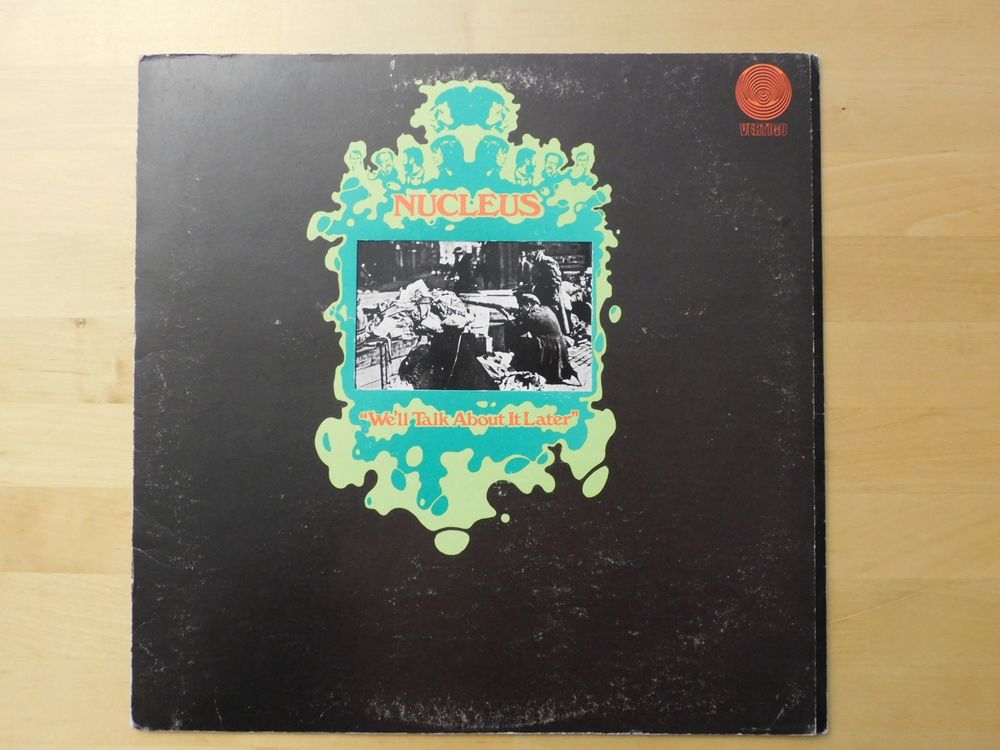 VERTIGO
NUCLEUS
“We'll Talk About It Later”